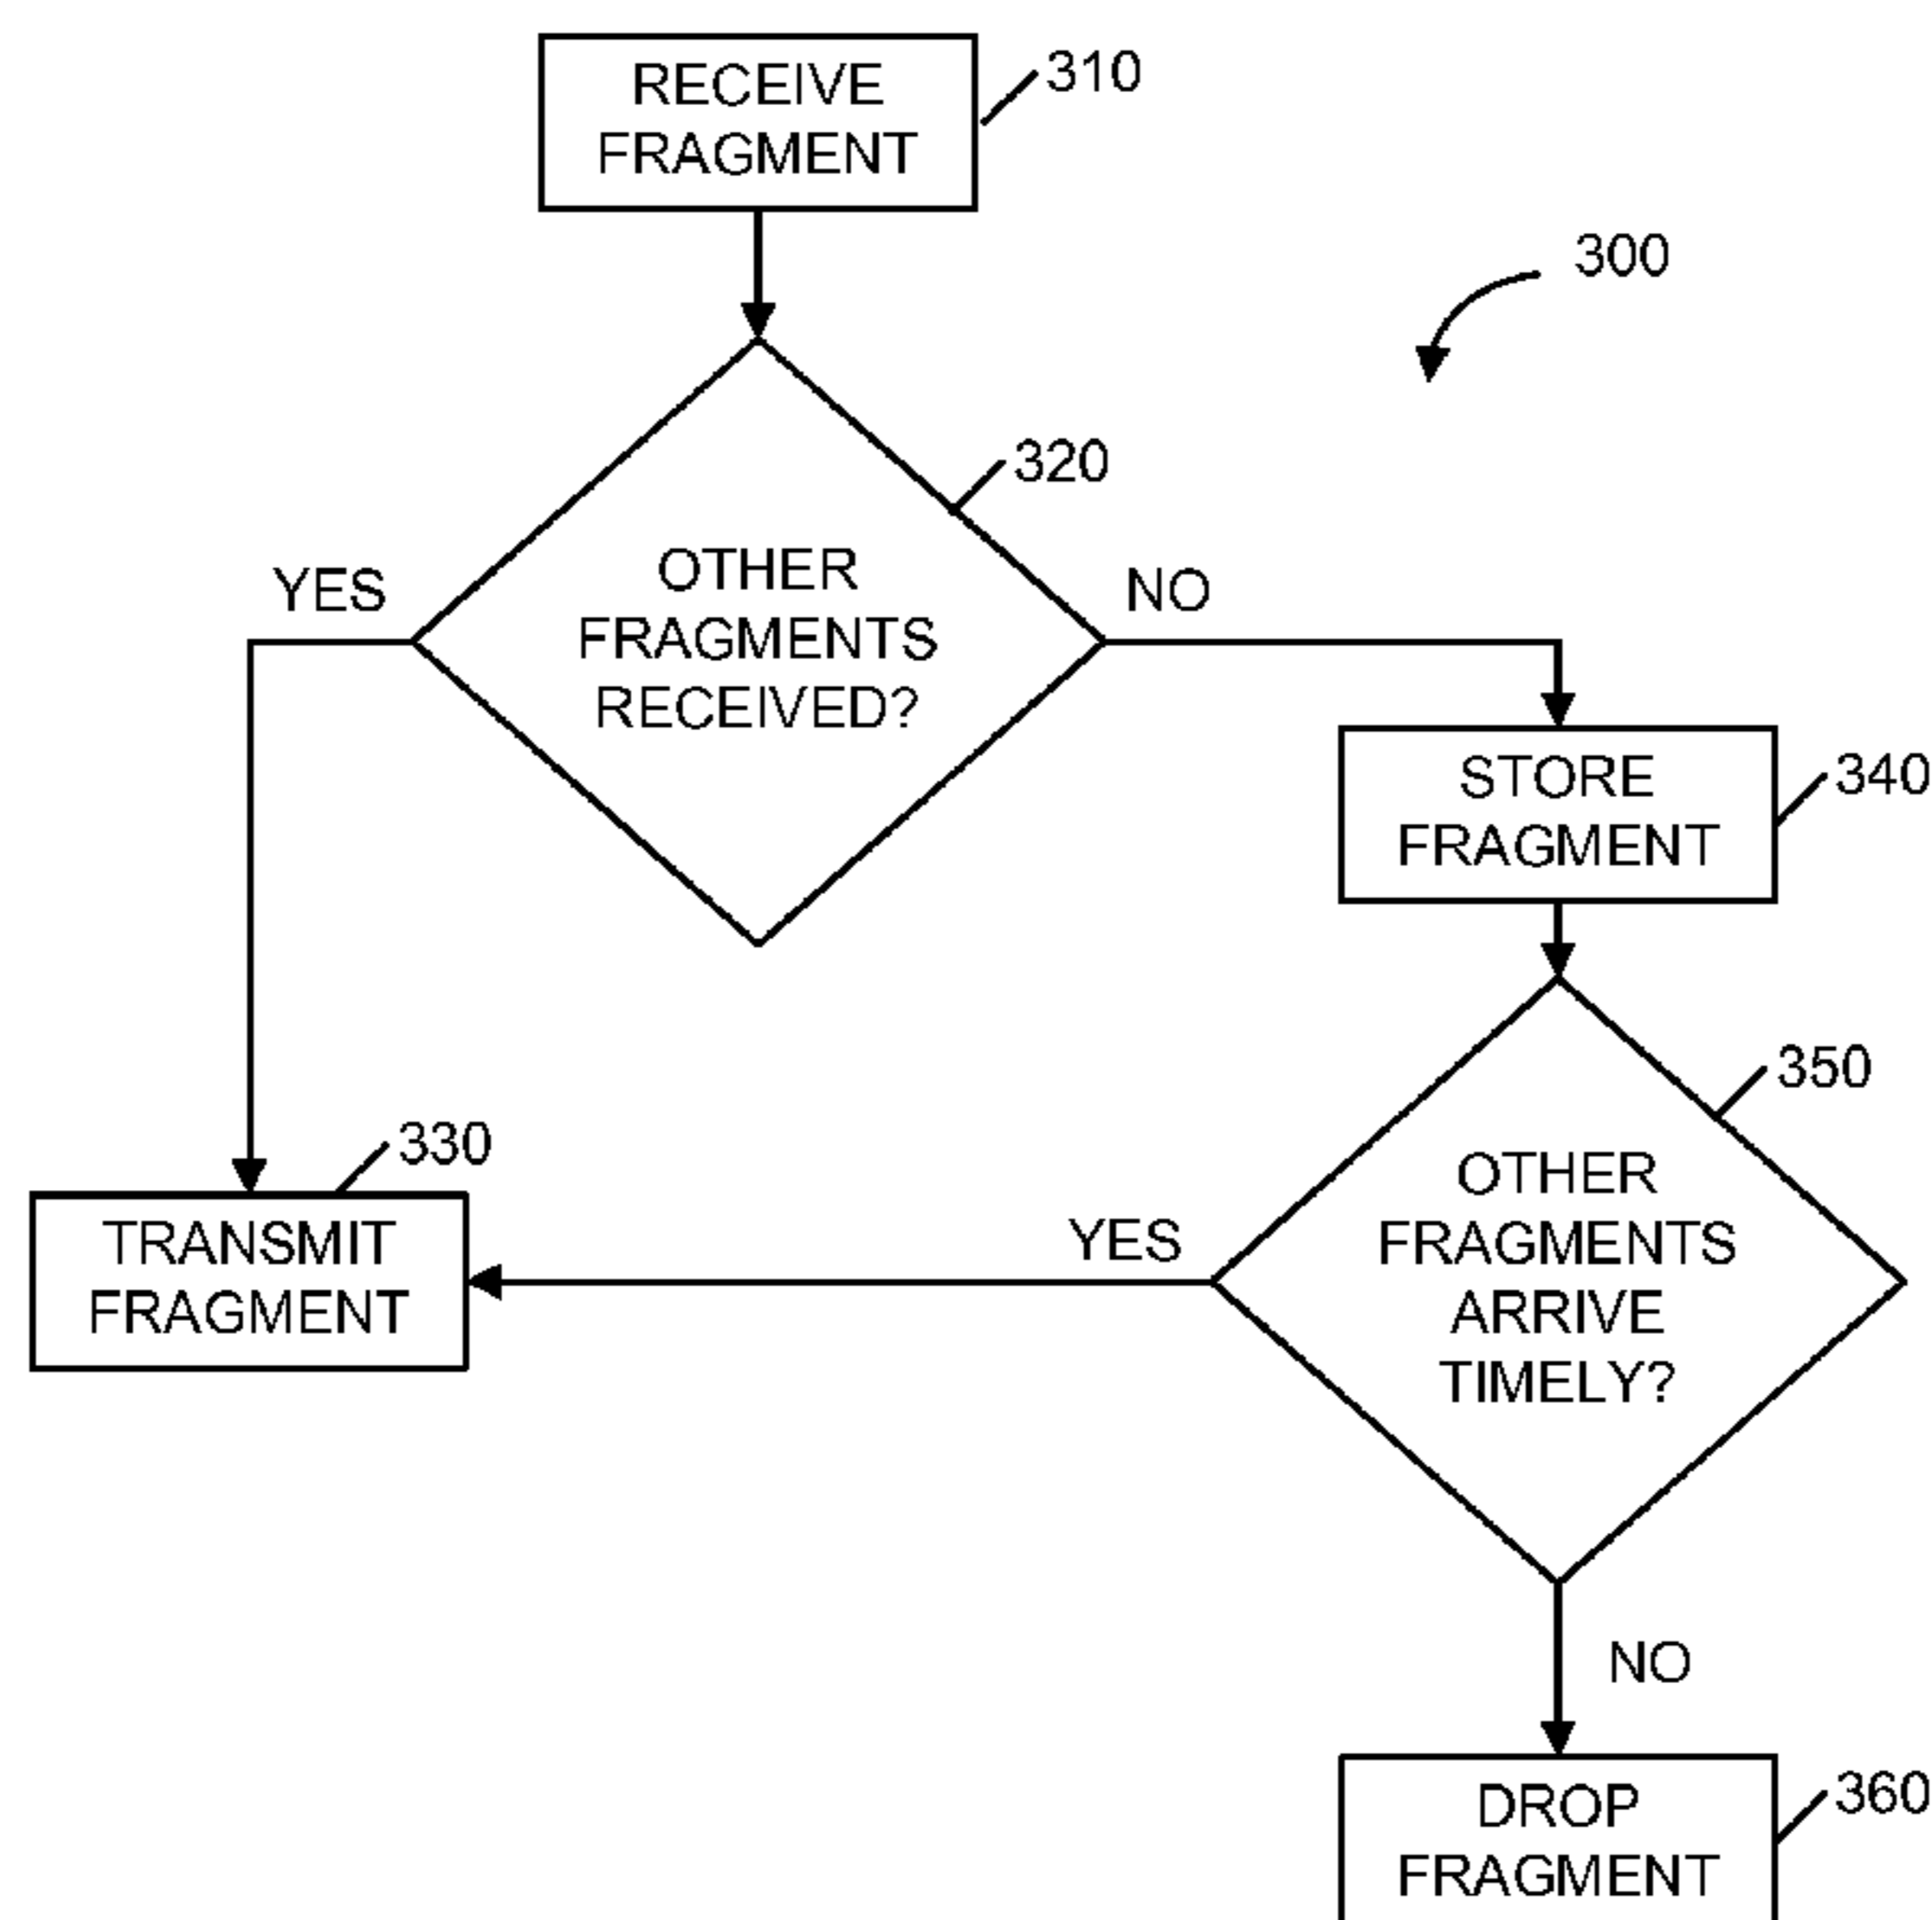 RECEIVE
FRAGMENT
310
300
320
OTHER
FRAGMENTS
RECEIVED?
YES
NO
STORE
FRAGMENT
340
350
OTHER
FRAGMENTS
ARRIVE
TIMELY?
330
TRANSMIT
FRAGMENT
YES
NO
DROP
FRAGMENT
360